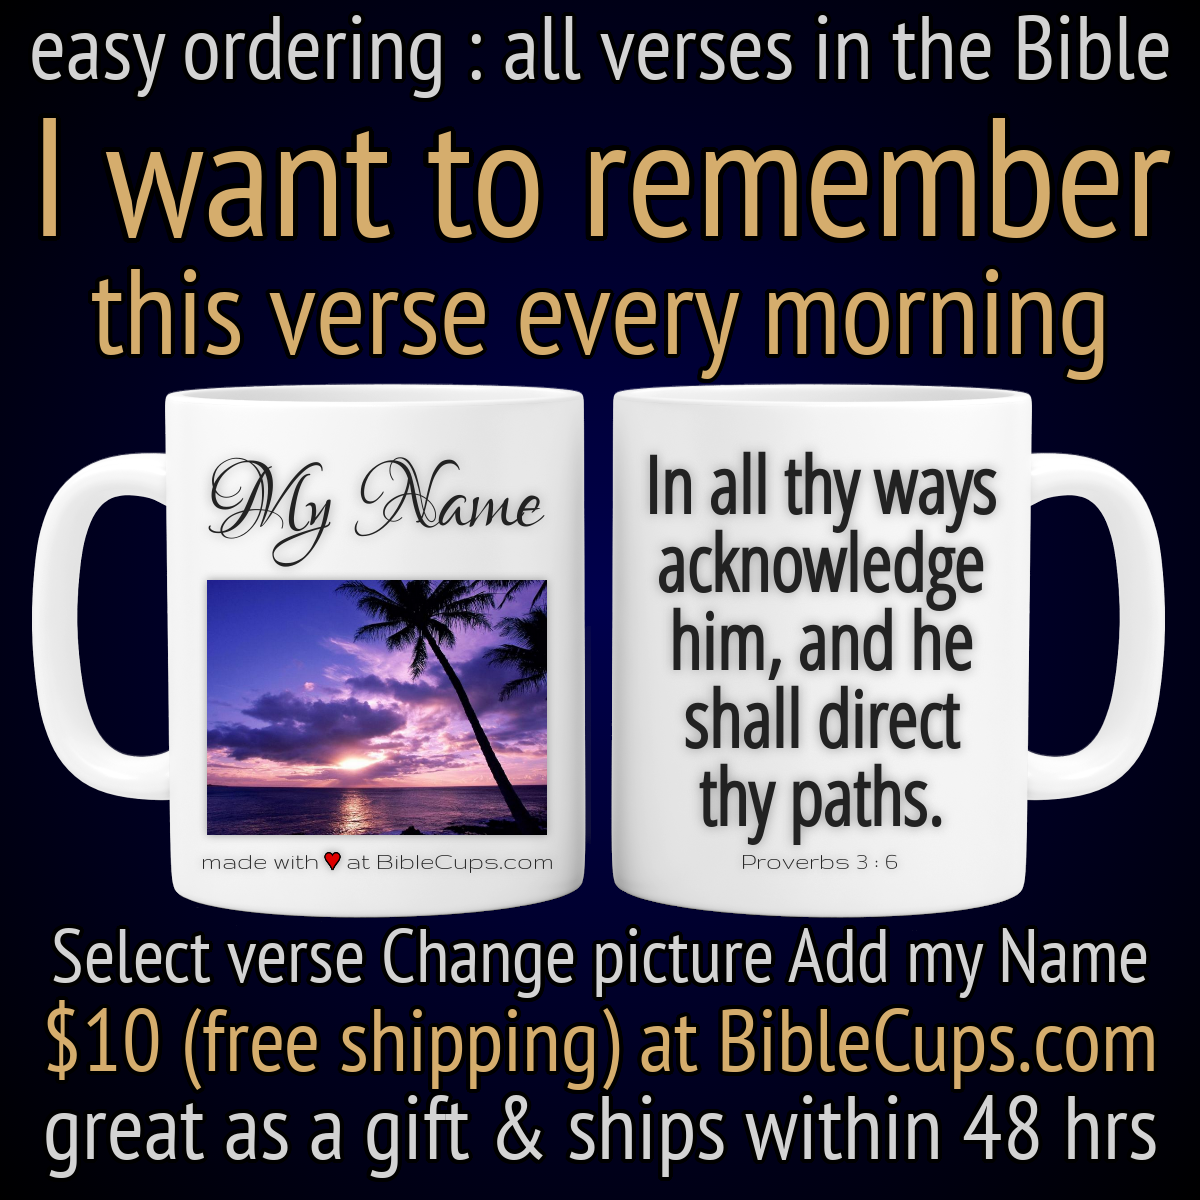 easy ordering : all verses in the Bible
I want to remember
this verse every morning
My Name
made with ♥ at BibleCups.com
In all thy ways
acknowledge
him, and he
shall direct
thy paths.
Proverbs 3 : 6
Select verse Change picture Add my Name
$10 (free shipping) at BibleCups.com
great as a gift & ships within 48 hrs